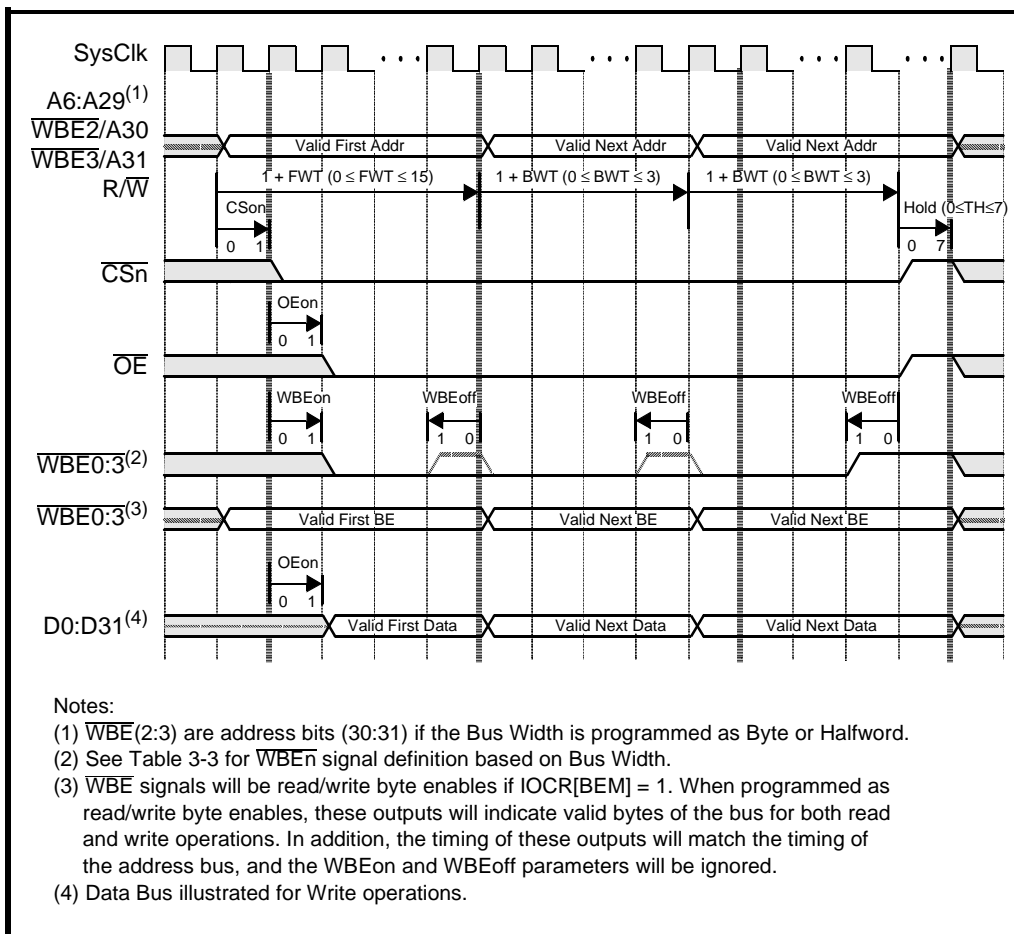 SysClk
A6:A29(1)
WBE2/A30
WBE3/A31
R/W
Valid First Addr Valid Next Addr Valid Next Addr
1 + FWT (0 ≤ FWT ≤ 15) 1 + BWT (0 ≤ BWT ≤ 3) 1 + BWT (0 ≤ BWT ≤ 3)
CSon Hold (0≤TH≤7)
0 1 0 7
CSn
OEon
0 1
OE
WBEon WBEoff WBEoff WBEoff
0 1 1 0 1 0 1 0
WBE0:3(2)
WBE0:3(3) Valid First BE Valid Next BE Valid Next BE
OEon
0 1
D0:D31(4) Valid First Data Valid Next Data Valid Next Data
Notes:
(1) WBE(2:3) are address bits (30:31) if the Bus Width is programmed as Byte or Halfword.
(2) See Table 3-3 for WBEn signal definition based on Bus Width.
(3) WBE signals will be read/write byte enables if IOCR[BEM] = 1. When programmed as
read/write byte enables, these outputs will indicate valid bytes of the bus for both read
and write operations. In addition, the timing of these outputs will match the timing of
the address bus, and the WBEon and WBEoff parameters will be ignored.
(4) Data Bus illustrated for Write operations.